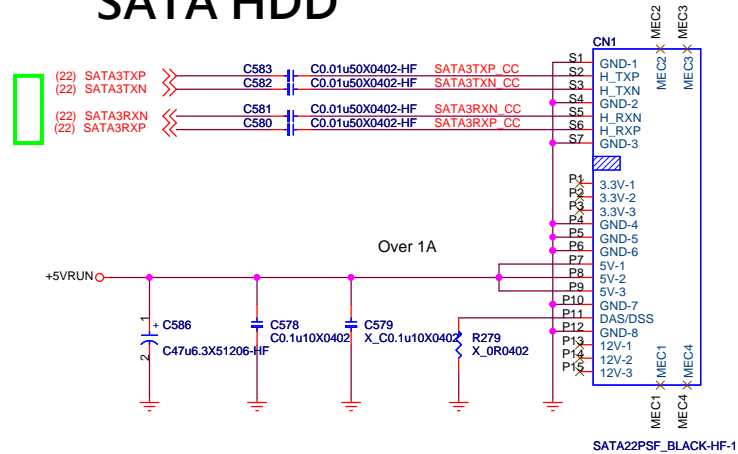 SATA HDD
MEC2
MEC3
CN1
(22) SATA3TXP C583 C0.01u50X0402-HF SATA3TXP_CC S1 GND-1
(22) SATA3TXN C582 C0.01u50X0402-HF SATA3TXN_CC S2 H_TXP
S3 H_TXN
S4 GND-2
(22) SATA3RXN C581 C0.01u50X0402-HF SATA3RXN_CC S5 H_RXN
(22) SATA3RXP C580 C0.01u50X0402-HF SATA3RXP_CC S6 H_RXP
S7 GND-3
MEC2
MEC3
P1 3.3V-1
P2 3.3V-2
P3 3.3V-3
P4 GND-4
P5 GND-5
Over 1A P6 GND-6
P7 5V-1
+5VRUN P8 5V-2
P9 5V-3
P10 GND-7
P11 DAS/DSS
P12 GND-8
P13 12V-1
P14 12V-2
P15 12V-3
1
+ C586
2
C47u6.3X51206-HF
C578
C0.1u10X0402
C579
X_C0.1u10X0402
R279
X_0R0402
MEC1
MEC4
MEC1
MEC4
SATA22PSF_BLACK-HF-1